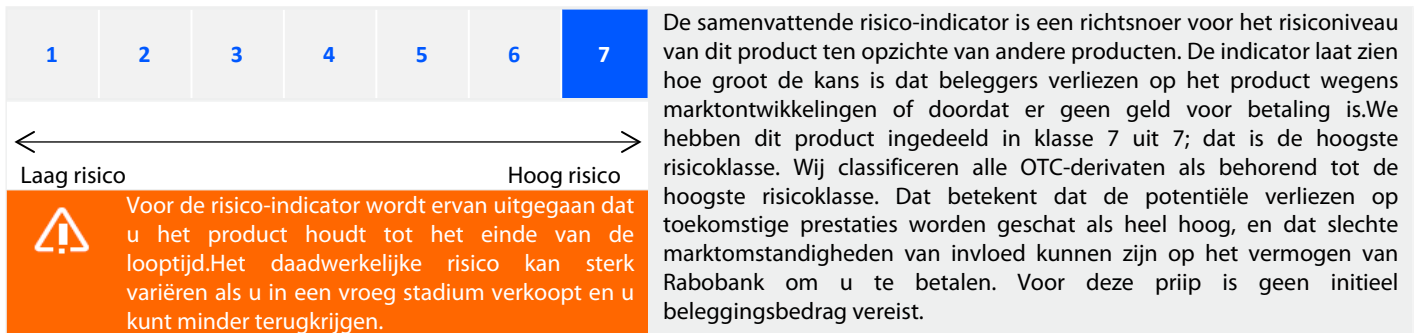 1 2 3 4 5 6 7
Laag risico Hoog risico
Voor de risico-indicator wordt ervan uitgegaan dat
u het product houdt tot het einde van de
looptijd.Het daadwerkelijke risico kan sterk
variëren als u in een vroeg stadium verkoopt en u
kunt minder terugkrijgen.
De samenvattende risico-indicator is een richtsnoer voor het risiconiveau
van dit product ten opzichte van andere producten. De indicator laat zien
hoe groot de kans is dat beleggers verliezen op het product wegens
marktontwikkelingen of doordat er geen geld voor betaling is.We
hebben dit product ingedeeld in klasse 7 uit 7; dat is de hoogste
risicoklasse. Wij classificeren alle OTC-derivaten als behorend tot de
hoogste risicoklasse. Dat betekent dat de potentiële verliezen op
toekomstige prestaties worden geschat als heel hoog, en dat slechte
marktomstandigheden van invloed kunnen zijn op het vermogen van
Rabobank om u te betalen. Voor deze priip is geen initieel
beleggingsbedrag vereist.